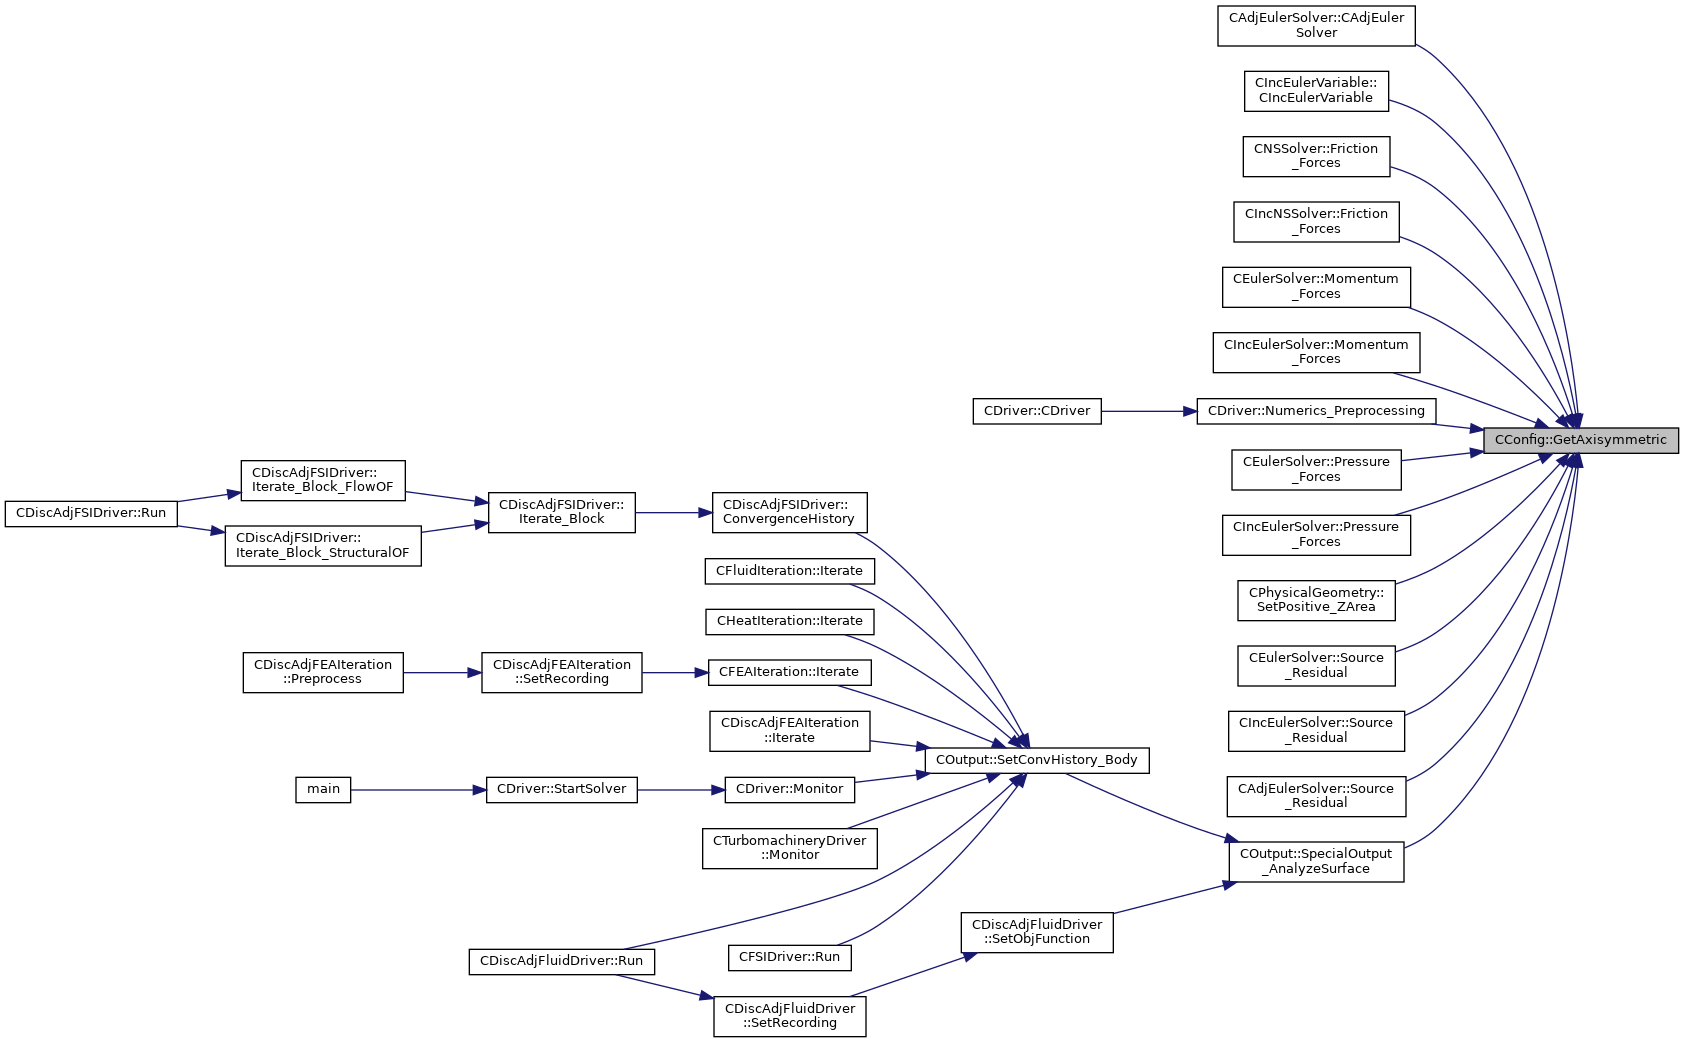 CAdjEulerSolver::CAdjEuler
Solver
CIncEulerVariable::
CIncEulerVariable
CNSSolver::Friction
_Forces
CIncNSSolver::Friction
_Forces
CEulerSolver::Momentum
_Forces
CIncEulerSolver::Momentum
_Forces
CDriver::CDriver
CDriver::Numerics_Preprocessing
CConfig::GetAxisymmetric
CEulerSolver::Pressure
_Forces
CIncEulerSolver::Pressure
_Forces
CPhysicalGeometry::
SetPositive_ZArea
CEulerSolver::Source
_Residual
CIncEulerSolver::Source
_Residual
CAdjEulerSolver::Source
_Residual
COutput::SpecialOutput
_AnalyzeSurface
CDiscAdjFSIDriver::Run
CDiscAdjFSIDriver::
Iterate_Block_FlowOF
CDiscAdjFSIDriver::
Iterate_Block_StructuralOF
CDiscAdjFSIDriver::
Iterate_Block
CDiscAdjFSIDriver::
ConvergenceHistory
CFluidIteration::Iterate
CHeatIteration::Iterate
CDiscAdjFEAIteration
::Preprocess
CDiscAdjFEAIteration
::SetRecording
CFEAIteration::Iterate
CDiscAdjFEAIteration
::Iterate
COutput::SetConvHistory_Body
main
CDriver::StartSolver
CDriver::Monitor
CTurbomachineryDriver
::Monitor
CDiscAdjFluidDriver
::SetObjFunction
CDiscAdjFluidDriver::Run
CFSIDriver::Run
CDiscAdjFluidDriver
::SetRecording